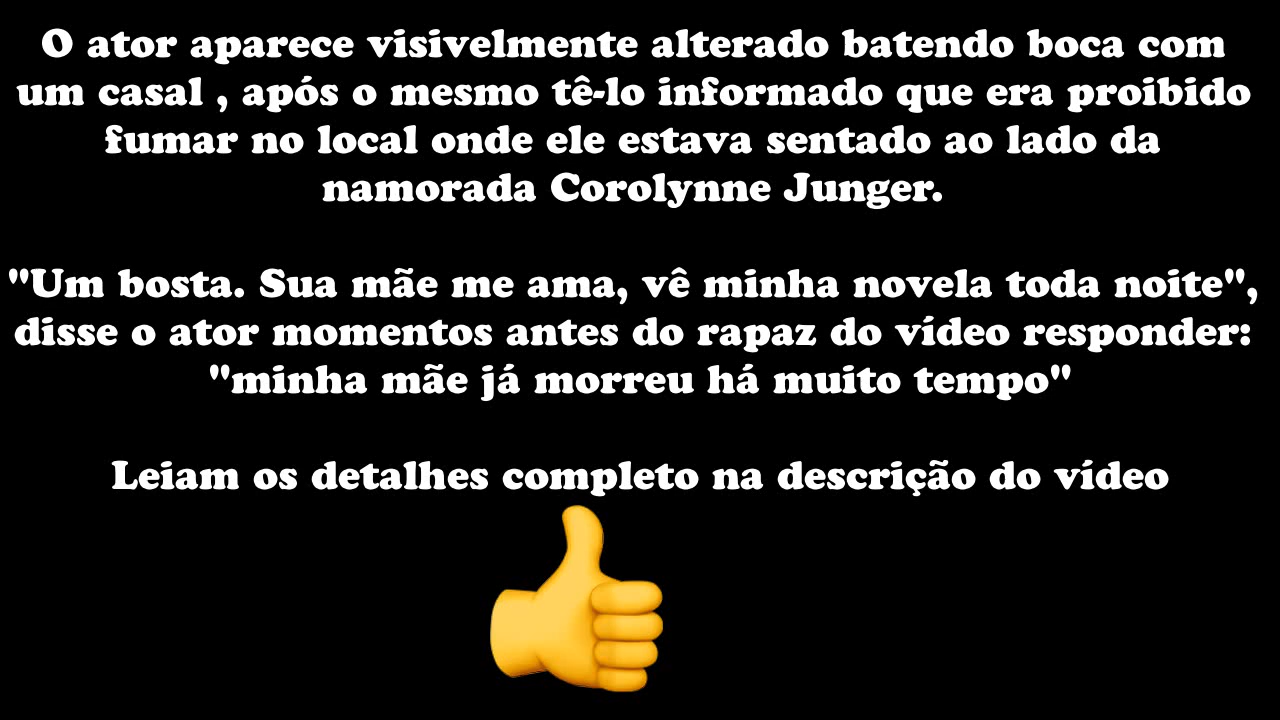 O ator aparece visivelmente alterado batendo boca com
um casal , após o mesmo tê-lo informado que era proibido
fumar no local onde ele estava sentado ao lado da
namorada Corolynne Junger.
"Um bosta. Sua mãe me ama, vê minha novela toda noite",
disse o ator momentos antes do rapaz do vídeo responder:
"minha mãe já morreu há muito tempo"
Leiam os detalhes completo na descrição do vídeo